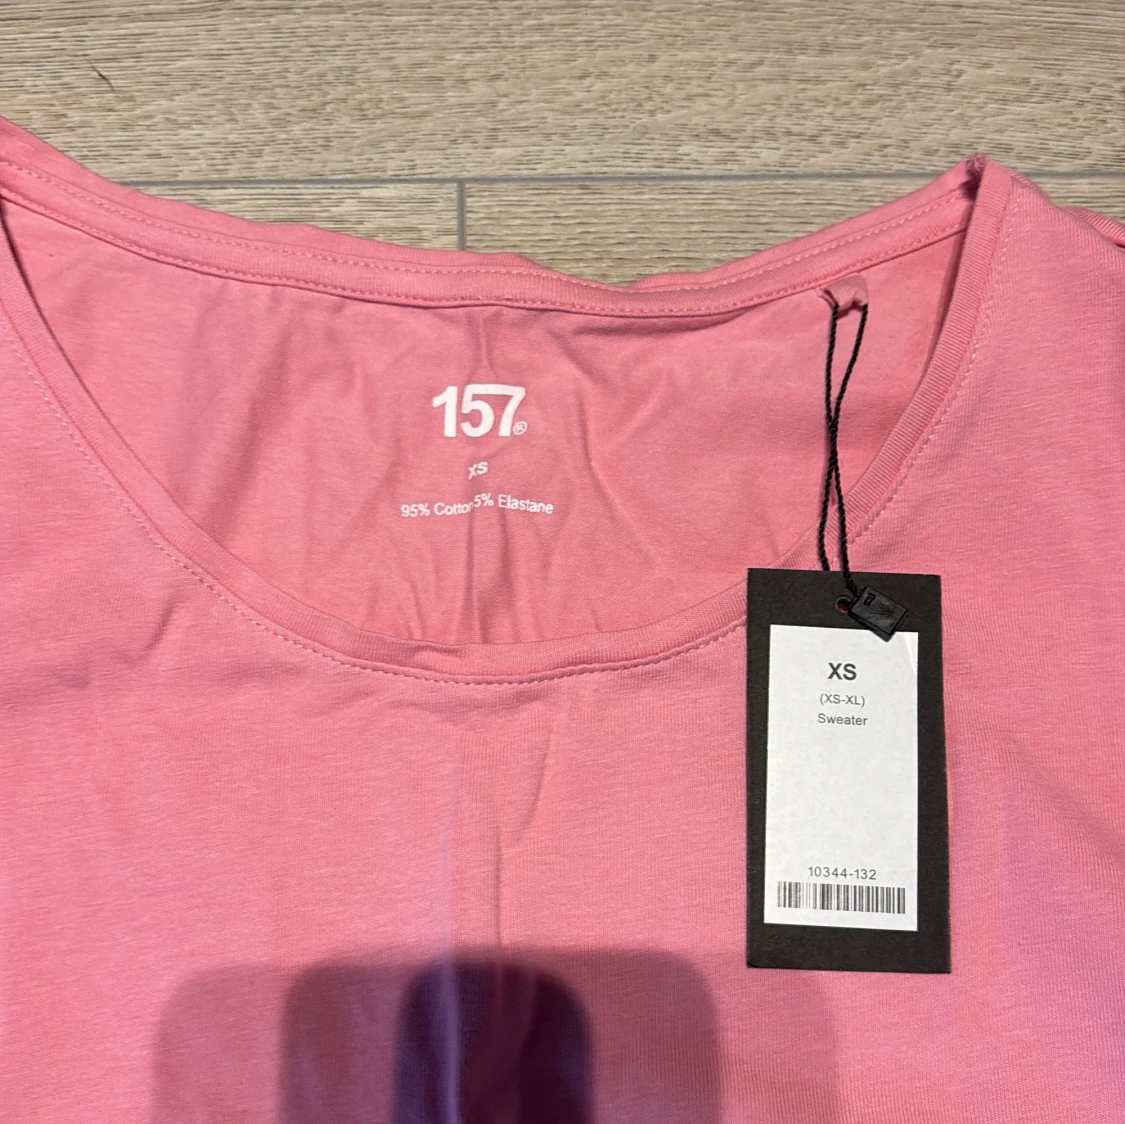 157®
XS
95% Cotton 5% Elastane
XS
(XS-XL)
Sweater
10344-132